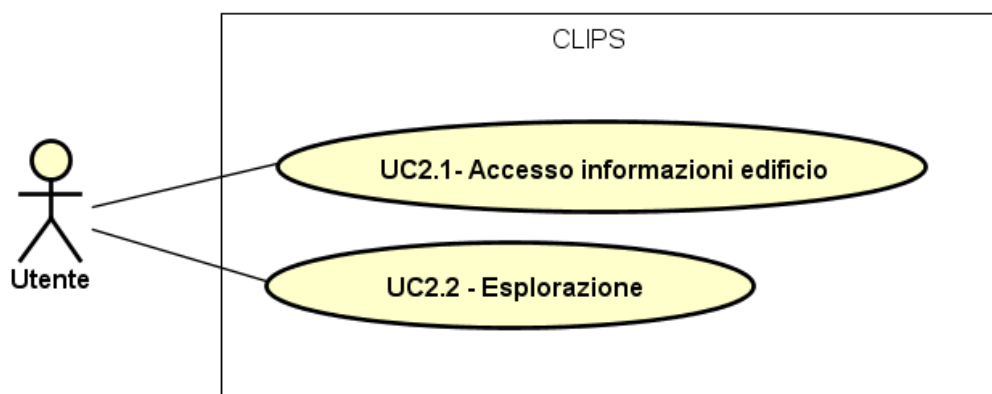 CLIPS
UC2.1- Accesso informazioni edificio
Utente
UC2.2 - Esplorazione